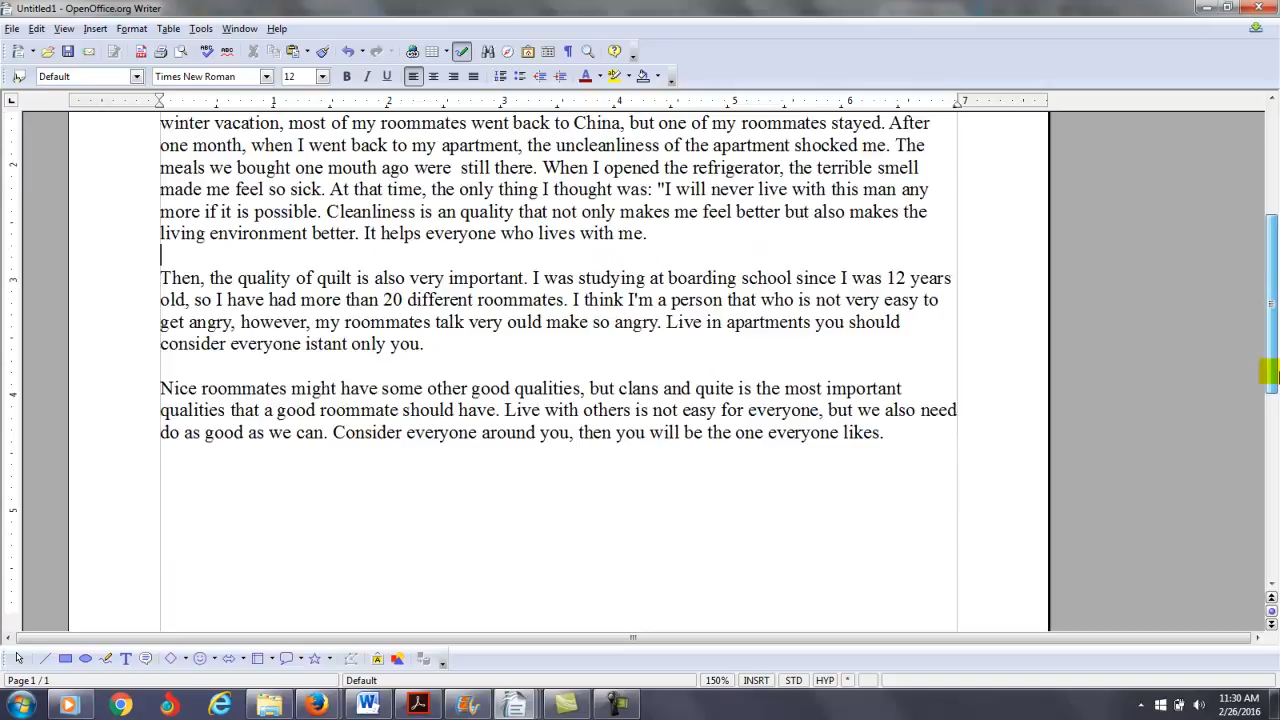 Untitled1 - OpenOffice.org Writer
File Edit View Insert Format Table Tools Window Help
Default Times New Roman 12
1 2 3 4 5 6 7
winter vacation, most of my roommates went back to China, but one of my roommates stayed. After
one month, when I went back to my apartment, the uncleanliness of the apartment shocked me. The
meals we bought one mouth ago were  still there. When I opened the refrigerator, the terrible smell
made me feel so sick. At that time, the only thing I thought was: "I will never live with this man any
more if it is possible. Cleanliness is an quality that not only makes me feel better but also makes the
living environment better. It helps everyone who lives with me.
Then, the quality of quilt is also very important. I was studying at boarding school since I was 12 years
old, so I have had more than 20 different roommates. I think I'm a person that who is not very easy to
get angry, however, my roommates talk very ould make so angry. Live in apartments you should
consider everyone istant only you.
Nice roommates might have some other good qualities, but clans and quite is the most important
qualities that a good roommate should have. Live with others is not easy for everyone, but we also need
do as good as we can. Consider everyone around you, then you will be the one everyone likes.
2
3
4
5
Page 1 / 1 Default 150% INSRT STD HYP *
11:30 AM
2/26/2016